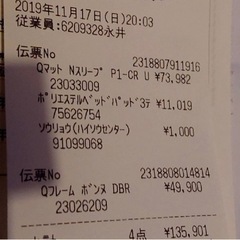 2019年11月17日(日)20:03
従業員:6209328永井
伝票No 2318807911916
Qマット Nスリープ P1-CR U ¥73,982
23033009
ポリエステルベッドパッド3テ ¥11,019
75626754
ソウリョウ(ハイソウセンター) ¥1,000
91099068
伝票No 2318808014814
Qフレーム ボンヌ DBR ¥49,900
23026209
4点 ¥135,901